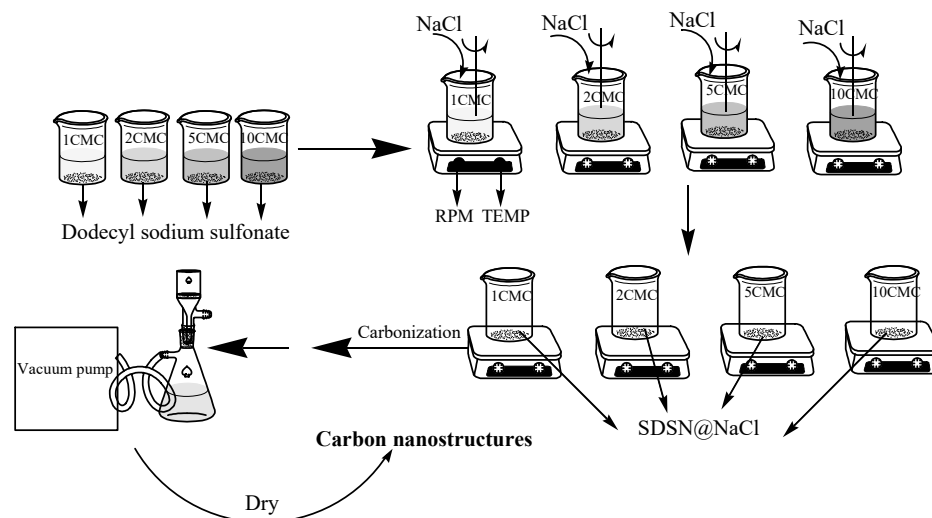 NaCl
NaCl
NaCl
NaCl
1CMC
2CMC
5CMC
10CMC
1CMC
2CMC
5CMC
10CMC
RPM
TEMP
Dodecyl sodium sulfonate
1CMC
2CMC
5CMC
10CMC
Carbonization
Vacuum pump
SDSN@NaCl
Carbon nanostructures
Dry